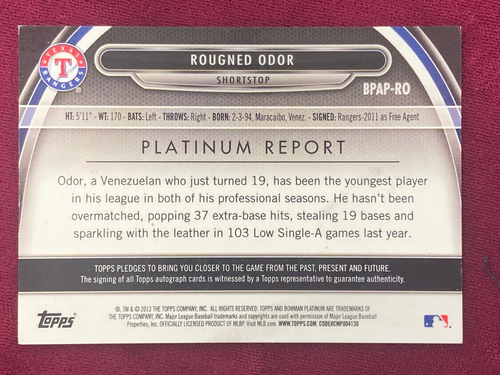 TEXAS
T
RANGERS
ROUGNED ODOR
SHORTSTOP
BPAP-RO
HT: 5'11" - WT: 170 - BATS: Left - THROWS: Right - BORN: 2-3-94, Maracaibo, Venez. - SIGNED: Rangers-2011 as Free Agent
PLATINUM REPORT
Odor, a Venezuelan who just turned 19, has been the youngest player
in his league in both of his professional seasons. He hasn't been
overmatched, popping 37 extra-base hits, stealing 19 bases and
sparkling with the leather in 103 Low Single-A games last year.
TOPPS PLEDGES TO BRING YOU CLOSER TO THE GAME FROM THE PAST, PRESENT AND FUTURE.
The signing of all Topps autograph cards is witnessed by a Topps representative to guarantee authenticity.
Topps
®, TM & © 2013 THE TOPPS COMPANY, INC. ALL RIGHTS RESERVED. TOPPS AND BOWMAN PLATINUM ARE TRADEMARKS OF
THE TOPPS COMPANY, INC. Major League Baseball trademarks and copyrights are used with permission of Major League Baseball
Properties, Inc. OFFICIALLY LICENSED PRODUCT OF MLBP. Visit MLB.com. WWW.TOPPS.COM. CODE#CMP004130